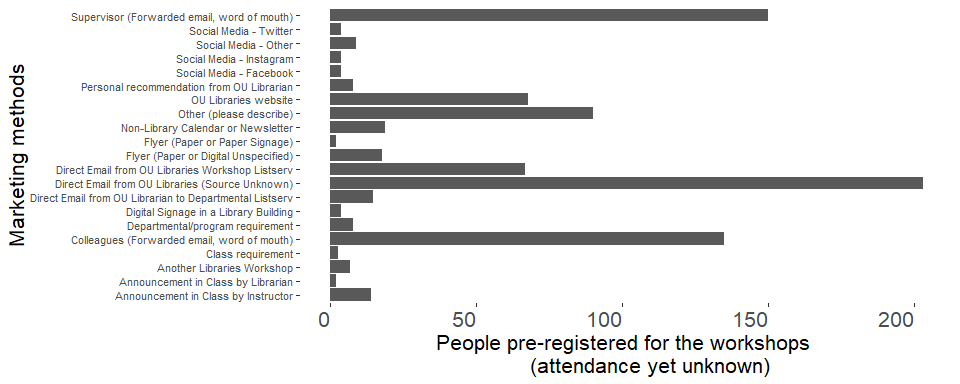 Marketing methods
Supervisor (Forwarded email, word of mouth)
Social Media - Twitter
Social Media - Other
Social Media - Instagram
Social Media - Facebook
Personal recommendation from OU Librarian
OU Libraries website
Other (please describe)
Non-Library Calendar or Newsletter
Flyer (Paper or Paper Signage)
Flyer (Paper or Digital Unspecified)
Direct Email from OU Libraries Workshop Listserv
Direct Email from OU Libraries (Source Unknown)
Direct Email from OU Librarian to Departmental Listserv
Digital Signage in a Library Building
Departmental/program requirement
Colleagues (Forwarded email, word of mouth)
Class requirement
Another Libraries Workshop
Announcement in Class by Librarian
Announcement in Class by Instructor
0 50 100 150 200
People pre-registered for the workshops
(attendance yet unknown)